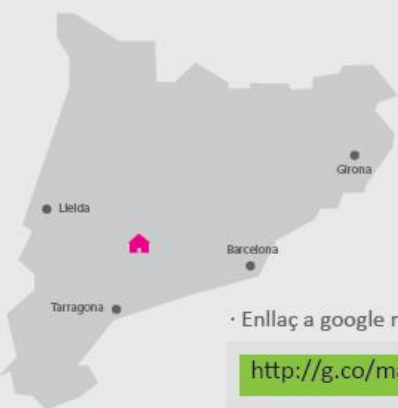 Girona
Lleida
Barcelona
Tarragona
· Enllaç a google
http://g.co/ma